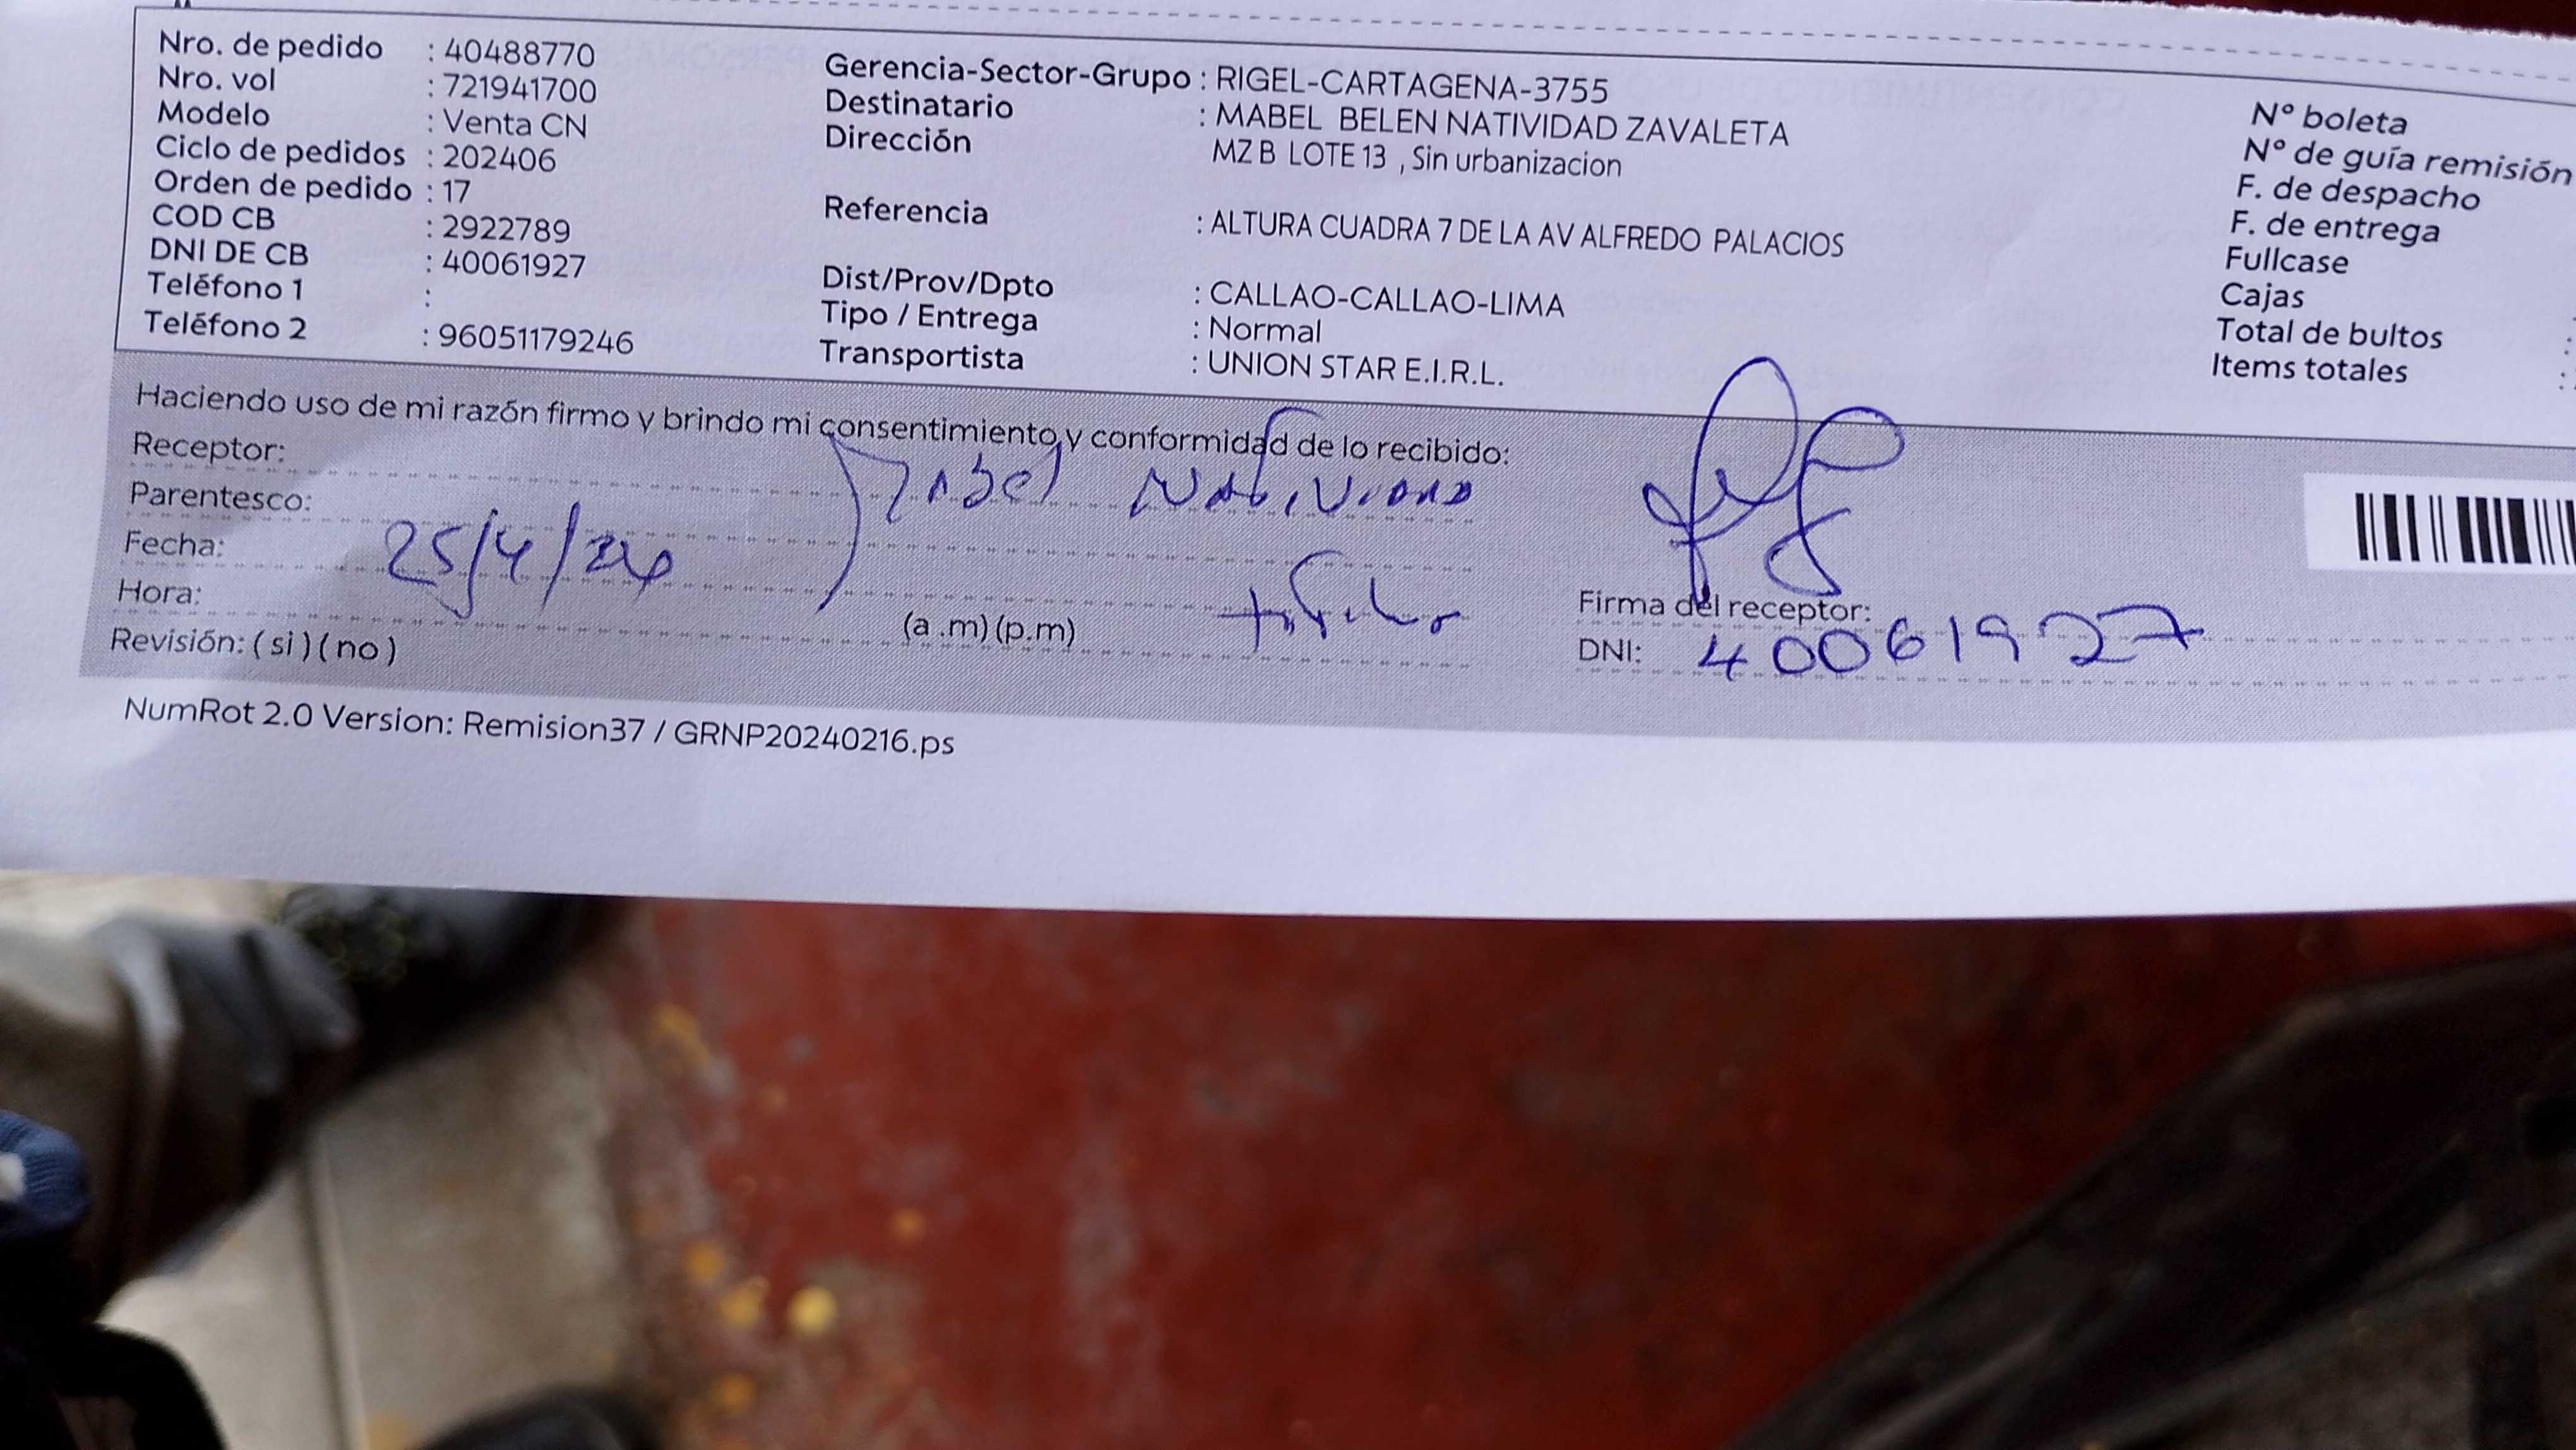 Nro. de pedido : 40488770
Nro. vol : 721941700
Modelo : Venta CN
Ciclo de pedidos : 202406
Orden de pedido : 17
COD CB : 2922789
DNI DE CB : 40061927
Teléfono 1 :
Teléfono 2 : 96051179246
Gerencia-Sector-Grupo : RIGEL-CARTAGENA-3755
Destinatario : MABEL BELEN NATIVIDAD ZAVALETA
Dirección MZ B LOTE 13 , Sin urbanizacion
Referencia : ALTURA CUADRA 7 DE LA AV ALFREDO PALACIOS
Dist/Prov/Dpto : CALLAO-CALLAO-LIMA
Tipo / Entrega : Normal
Transportista : UNION STAR E.I.R.L.
Nº boleta
Nº de guía remisión
F. de despacho
F. de entrega
Fullcase
Cajas
Total de bultos :
Items totales :
Haciendo uso de mi razón firmo y brindo mi consentimiento y conformidad de lo recibido:
Receptor: Mabel Natividad
Parentesco:
Fecha: 25/4/24
Hora: (a .m) (p.m)
Revisión: ( si ) ( no )
Firma del receptor:
DNI: 40061927
NumRot 2.0 Version: Remision37 / GRNP20240216.ps